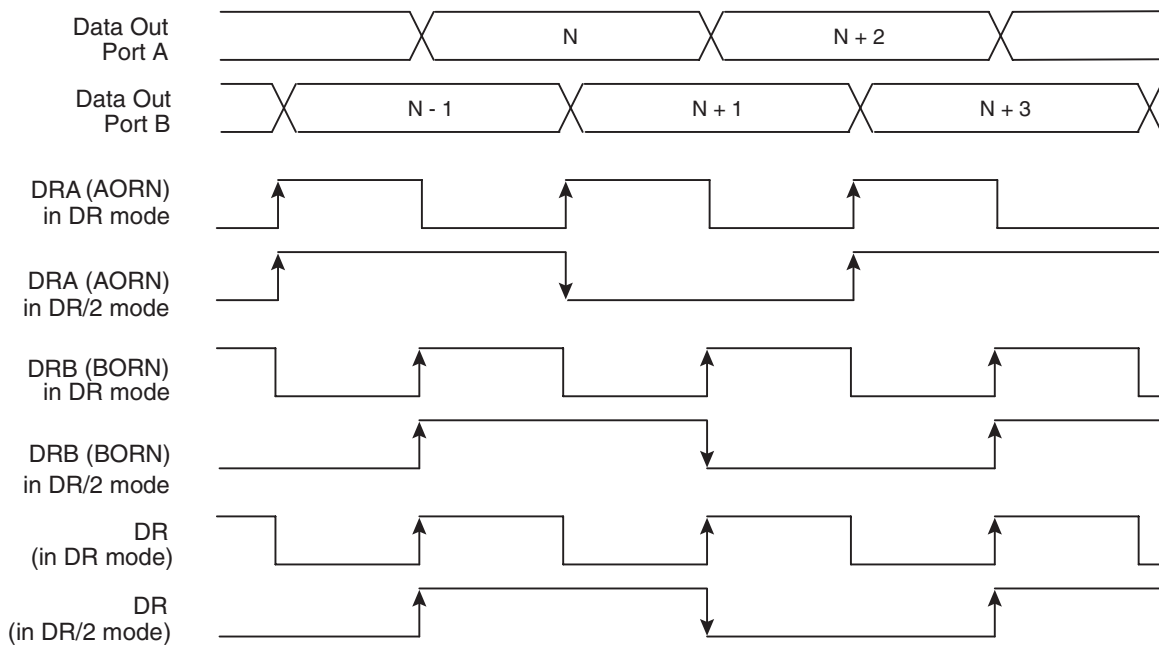 Data Out
Port A
N
N + 2
Data Out
Port B
N - 1
N + 1
N + 3
DRA (AORN)
in DR mode
DRA (AORN)
in DR/2 mode
DRB (BORN)
in DR mode
DRB (BORN)
in DR/2 mode
DR
(in DR mode)
DR
(in DR/2 mode)